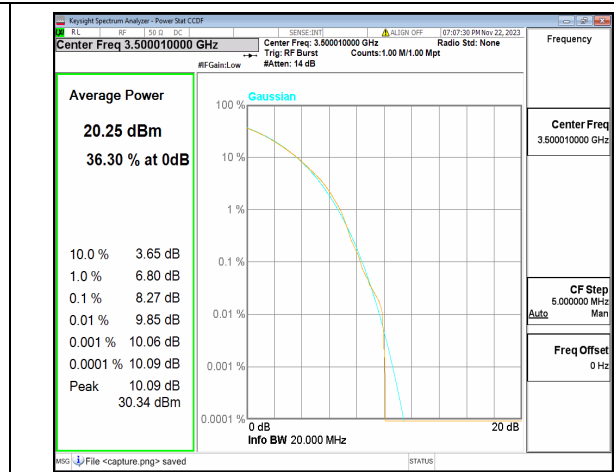 Keysight Spectrum Analyzer - Power Stat CCDF
RL RF 50 Ω DC SENSE:INT ALIGN OFF 07:07:30 PM Nov 22, 2023
Center Freq 3.500010000 GHz
Center Freq: 3.500010000 GHz Radio Std: None
Trig: RF Burst Counts:1.00 M/1.00 Mpt
#IFGain:Low #Atten: 14 dB
Frequency
Average Power
20.25 dBm
36.30 % at 0dB
10.0 % 3.65 dB
1.0 % 6.80 dB
0.1 % 8.27 dB
0.01 % 9.85 dB
0.001 % 10.06 dB
0.0001 % 10.09 dB
Peak 10.09 dB
30.34 dBm
Gaussian
100 %
10 %
1 %
0.1 %
0.01 %
0.001 %
0.0001 %
0 dB 20 dB
Info BW 20.000 MHz
Center Freq
3.500010000 GHz
CF Step
5.000000 MHz
Auto Man
Freq Offset
0 Hz
MSG File <capture.png> saved STATUS